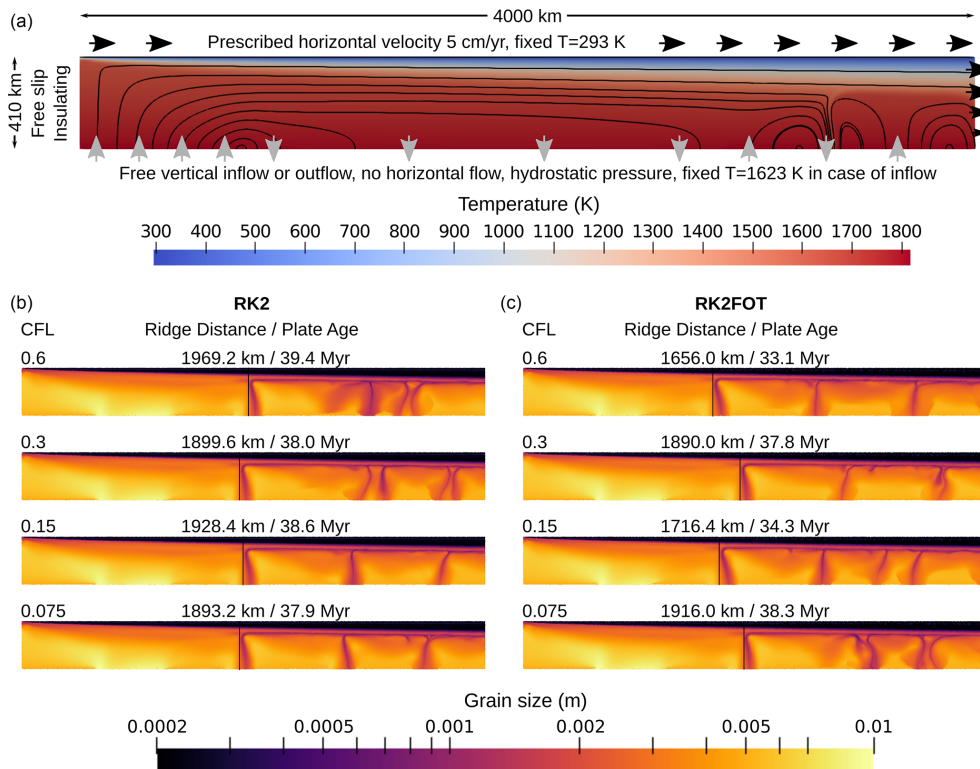 (a)
4000 km
Prescribed horizontal velocity 5 cm/yr, fixed T=293 K
410 km
Free slip
Insulating
Free vertical inflow or outflow, no horizontal flow, hydrostatic pressure, fixed T=1623 K in case of inflow
Temperature (K)
300 400 500 600 700 800 900 1000 1100 1200 1300 1400 1500 1600 1700 1800
(b) RK2
CFL Ridge Distance / Plate Age
0.6 1969.2 km / 39.4 Myr
0.3 1899.6 km / 38.0 Myr
0.15 1928.4 km / 38.6 Myr
0.075 1893.2 km / 37.9 Myr
(c) RK2FOT
CFL Ridge Distance / Plate Age
0.6 1656.0 km / 33.1 Myr
0.3 1890.0 km / 37.8 Myr
0.15 1716.4 km / 34.3 Myr
0.075 1916.0 km / 38.3 Myr
Grain size (m)
0.0002 0.0005 0.001 0.002 0.005 0.01